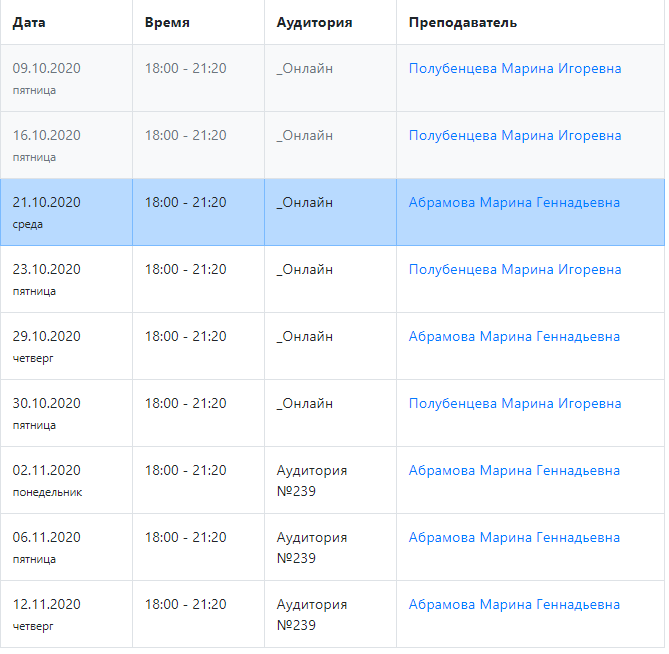 Дата Время Аудитория Преподаватель
09.10.2020 18:00 - 21:20 _Онлайн Полубенцева Марина Игоревна
пятница
16.10.2020 18:00 - 21:20 _Онлайн Полубенцева Марина Игоревна
пятница
21.10.2020 18:00 - 21:20 _Онлайн Абрамова Марина Геннадьевна
среда
23.10.2020 18:00 - 21:20 _Онлайн Полубенцева Марина Игоревна
пятница
29.10.2020 18:00 - 21:20 _Онлайн Абрамова Марина Геннадьевна
четверг
30.10.2020 18:00 - 21:20 _Онлайн Полубенцева Марина Игоревна
пятница
02.11.2020 18:00 - 21:20 Аудитория Абрамова Марина Геннадьевна
понедельник №239
06.11.2020 18:00 - 21:20 Аудитория Абрамова Марина Геннадьевна
пятница №239
12.11.2020 18:00 - 21:20 Аудитория Абрамова Марина Геннадьевна
четверг №239